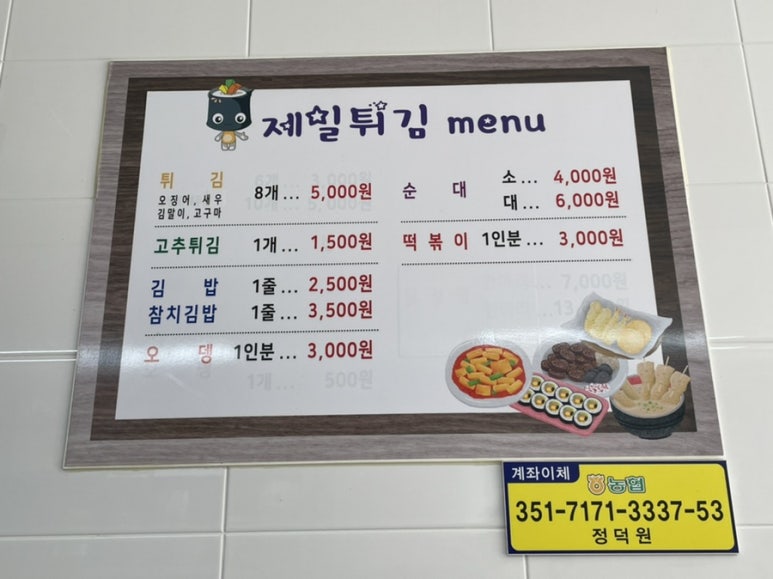 제일튀김 menu
튀 김 8개 ... 5,000원
오징어, 새우
김말이, 고구마
고추튀김 1개 ... 1,500원
김 밥 1줄 ... 2,500원
참치김밥 1줄 ... 3,500원
오 뎅 1인분 ... 3,000원
1개 ... 500원
순 대 소 ... 4,000원
대 ... 6,000원
떡볶이 1인분 ... 3,000원
7,000원
계좌이체
농협
351-7171-3337-53
정덕원